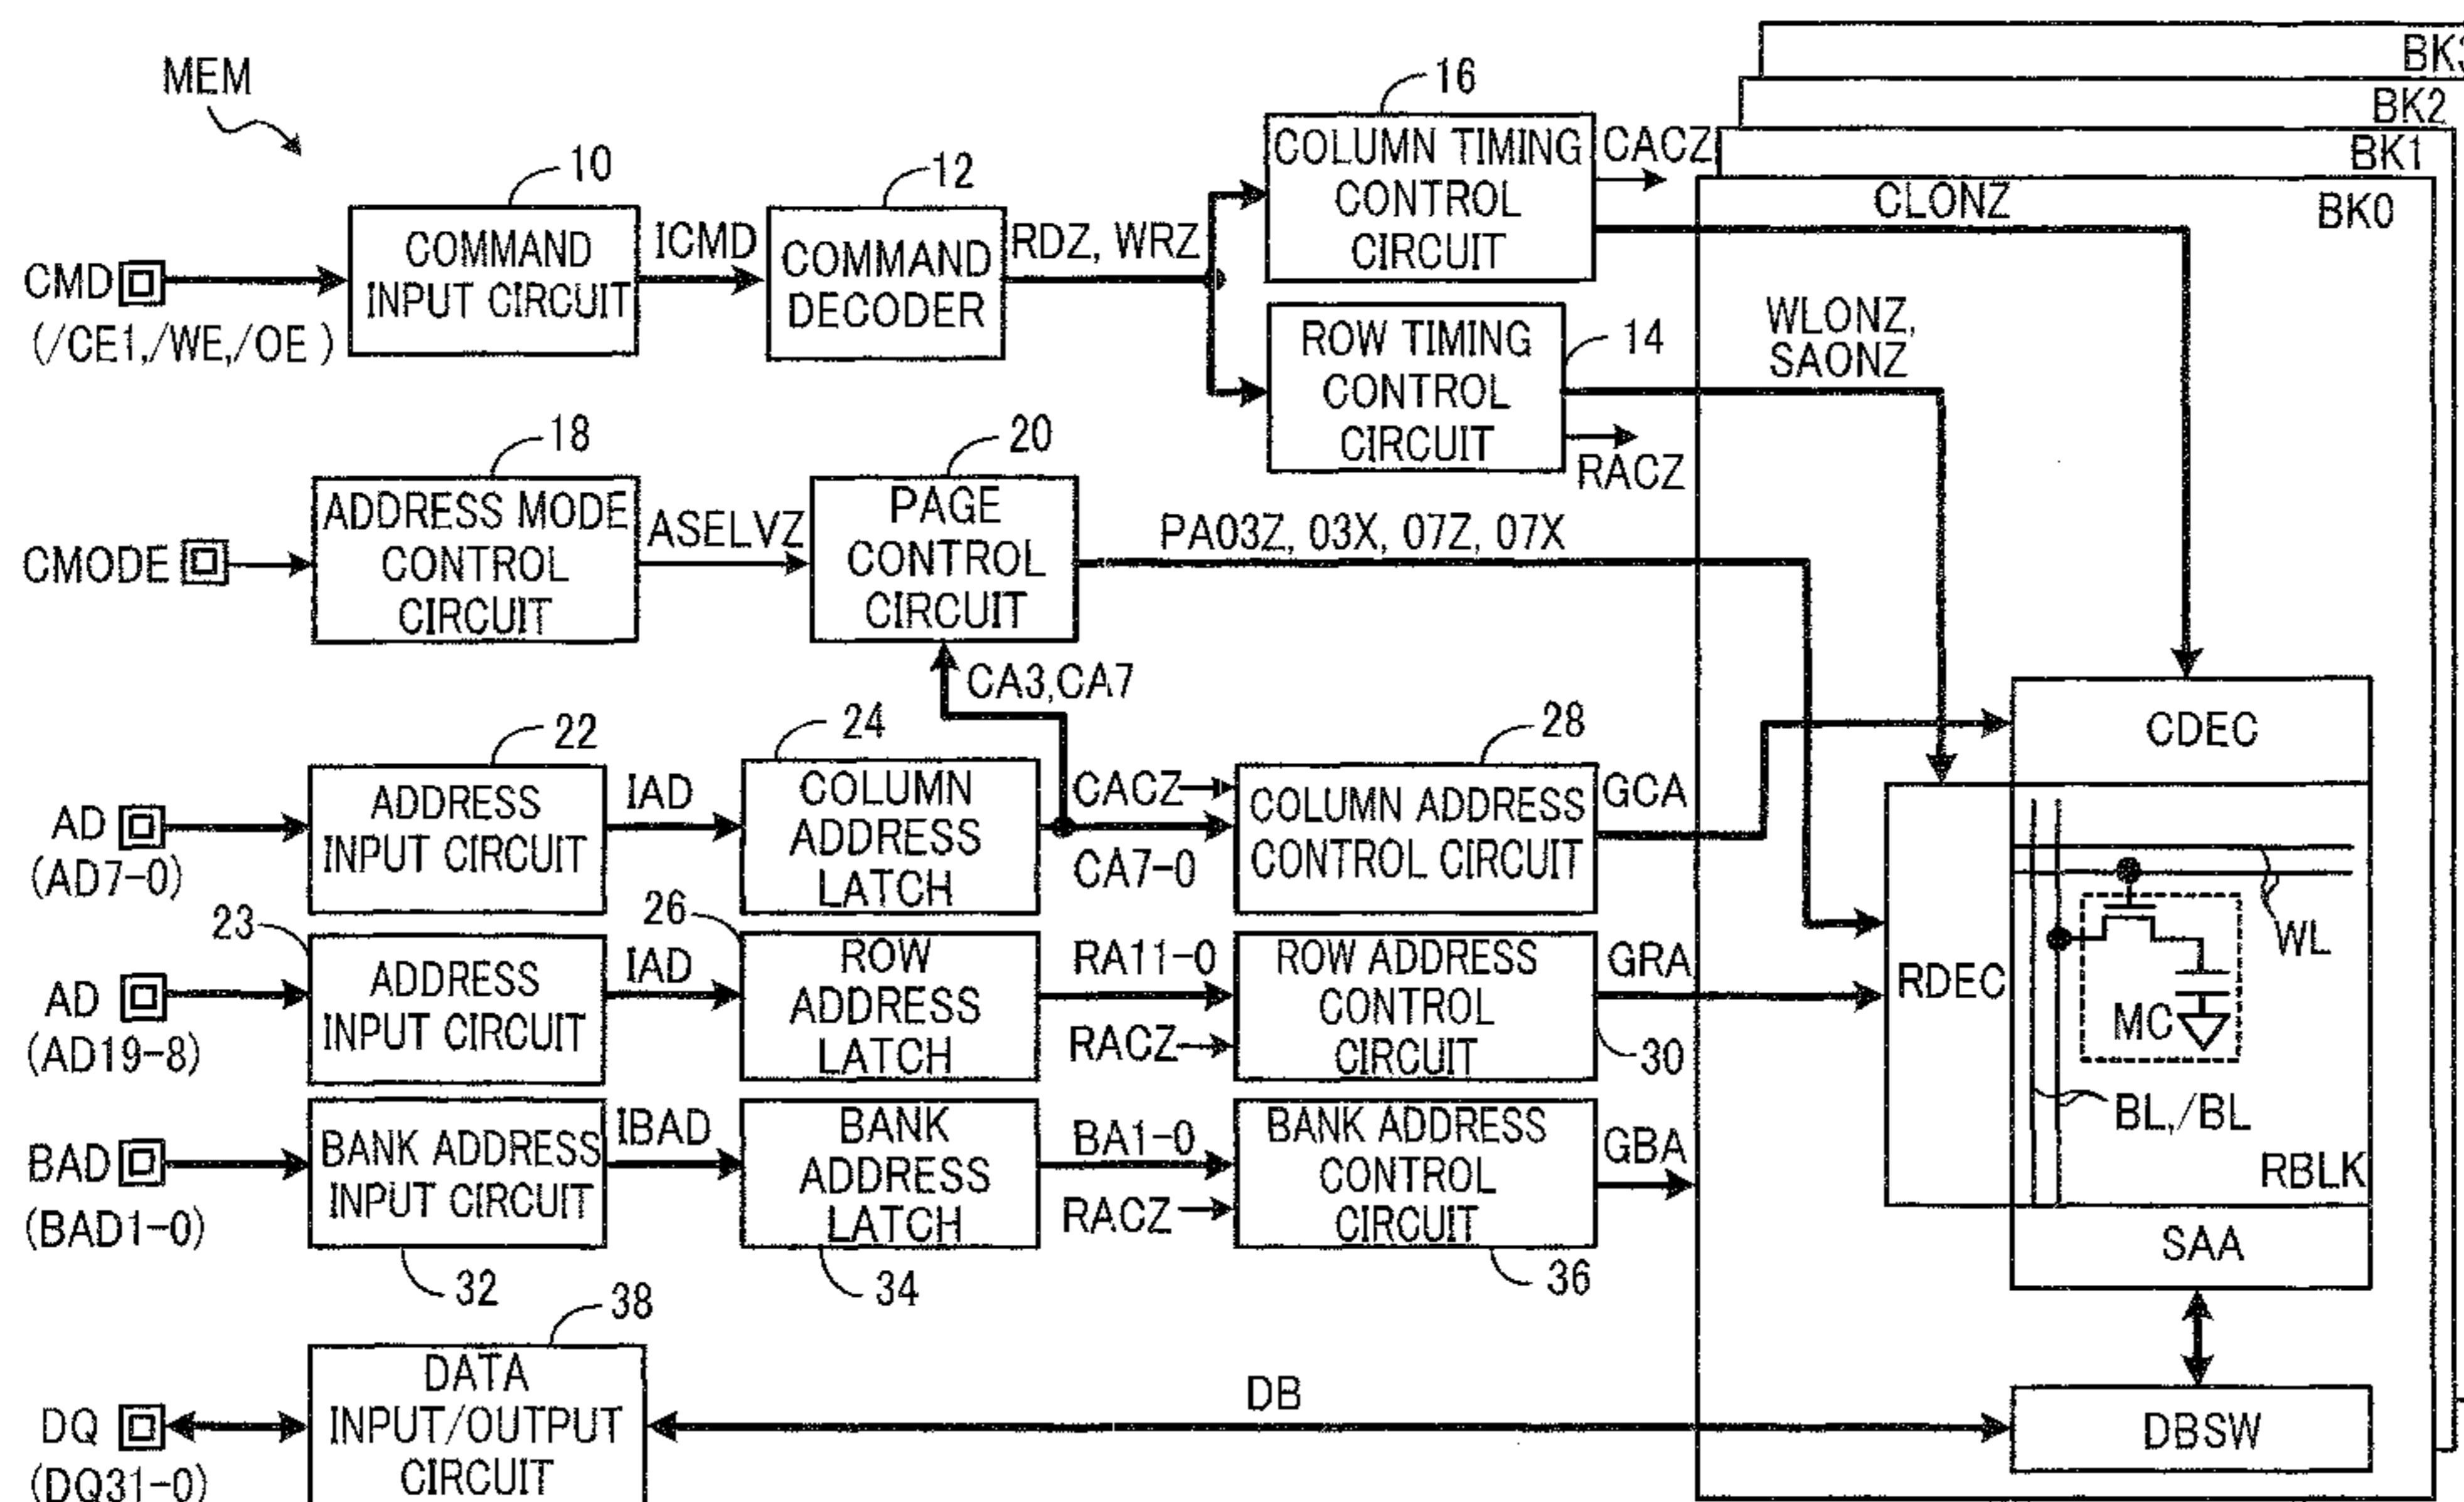 MEM
10
COMMAND
INPUT CIRCUIT
CMD
(/CE1,/WE,/OE )
ICMD
12
COMMAND
DECODER
RDZ, WRZ
16
COLUMN TIMING
CONTROL
CIRCUIT
CACZ
CLONZ
ROW TIMING
CONTROL
CIRCUIT
14
WLONZ,
SAONZ
RACZ
BK2
BK1
BK0
18
ADDRESS MODE
CONTROL
CIRCUIT
CMODE
ASELVZ
20
PAGE
CONTROL
CIRCUIT
PA03Z, 03X, 07Z, 07X
CA3,CA7
22
ADDRESS
INPUT CIRCUIT
AD
(AD7-0)
IAD
24
COLUMN
ADDRESS
LATCH
CACZ
CA7-0
28
COLUMN ADDRESS
CONTROL CIRCUIT
GCA
23
ADDRESS
INPUT CIRCUIT
AD
(AD19-8)
IAD
26
ROW
ADDRESS
LATCH
RA11-0
RACZ
ROW ADDRESS
CONTROL
CIRCUIT
30
GRA
BAD
(BAD1-0)
BANK ADDRESS
INPUT CIRCUIT
32
IBAD
BANK
ADDRESS
LATCH
34
BA1-0
RACZ
BANK ADDRESS
CONTROL
CIRCUIT
36
GBA
CDEC
RDEC
WL
MC
BL,/BL
RBLK
SAA
38
DATA
INPUT/OUTPUT
CIRCUIT
DQ
(DQ31-0)
DB
DBSW